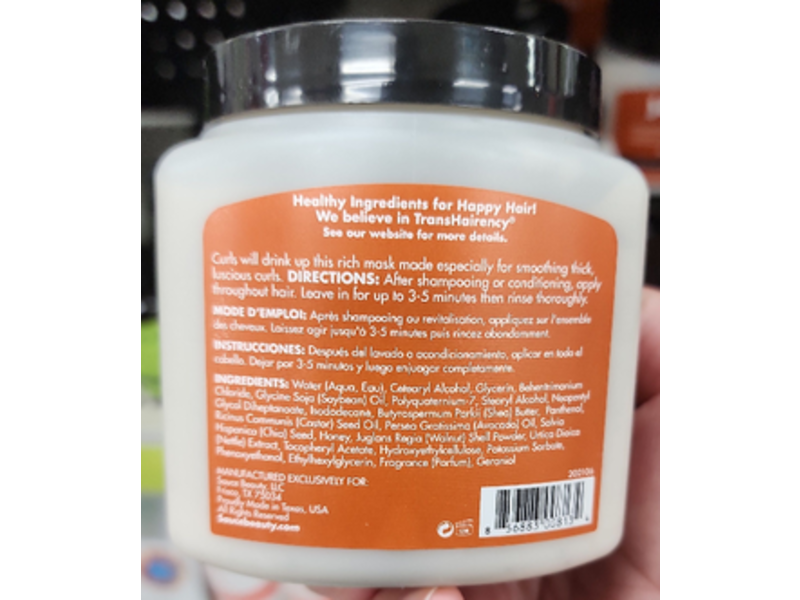 Healthy Ingredients for Happy Hair!
We believe in TransHairency®
See our website for more details.
Curls will drink up this rich mask made especially for smoothing thick,
luscious curls. DIRECTIONS: After shampooing or conditioning, apply
throughout hair. Leave in for up to 3-5 minutes then rinse thoroughly.
MODE D'EMPLOI: Après shampooing ou revitalisation, appliquez sur l'ensemble
des cheveux. Laissez agir jusqu'à 3-5 minutes puis rincez abondamment.
INSTRUCCIONES: Después del lavado o acondicionamiento, aplicar en todo el
cabello. Dejar por 3-5 minutos y luego enjuagar completamente.
INGREDIENTS: Water (Aqua, Eau), Cetearyl Alcohol, Glycerin, Behentrimonium
Chloride, Glycine Soja (Soybean) Oil, Polyquaternium-7, Stearyl Alcohol, Neopentyl
Glycol Diheptanoate, Isododecane, Butyrospermum Parkii (Shea) Butter, Panthenol,
Ricinus Communis (Castor) Seed Oil, Persea Gratissima (Avocado) Oil, Salvia
Hispanica (Chia) Seed, Honey, Juglans Regia (Walnut) Shell Powder, Urtica Dioica
(Nettle) Extract, Tocopheryl Acetate, Hydroxyethylcellulose, Potassium Sorbate,
Phenoxyethanol, Ethylhexylglycerin, Fragrance (Parfum), Geraniol
MANUFACTURED EXCLUSIVELY FOR:
Sauce Beauty, LLC
Frisco, TX 75034
Proudly Made in Texas, USA
All Rights Reserved
Saucebeauty.com
202106
8 56883 00813 4